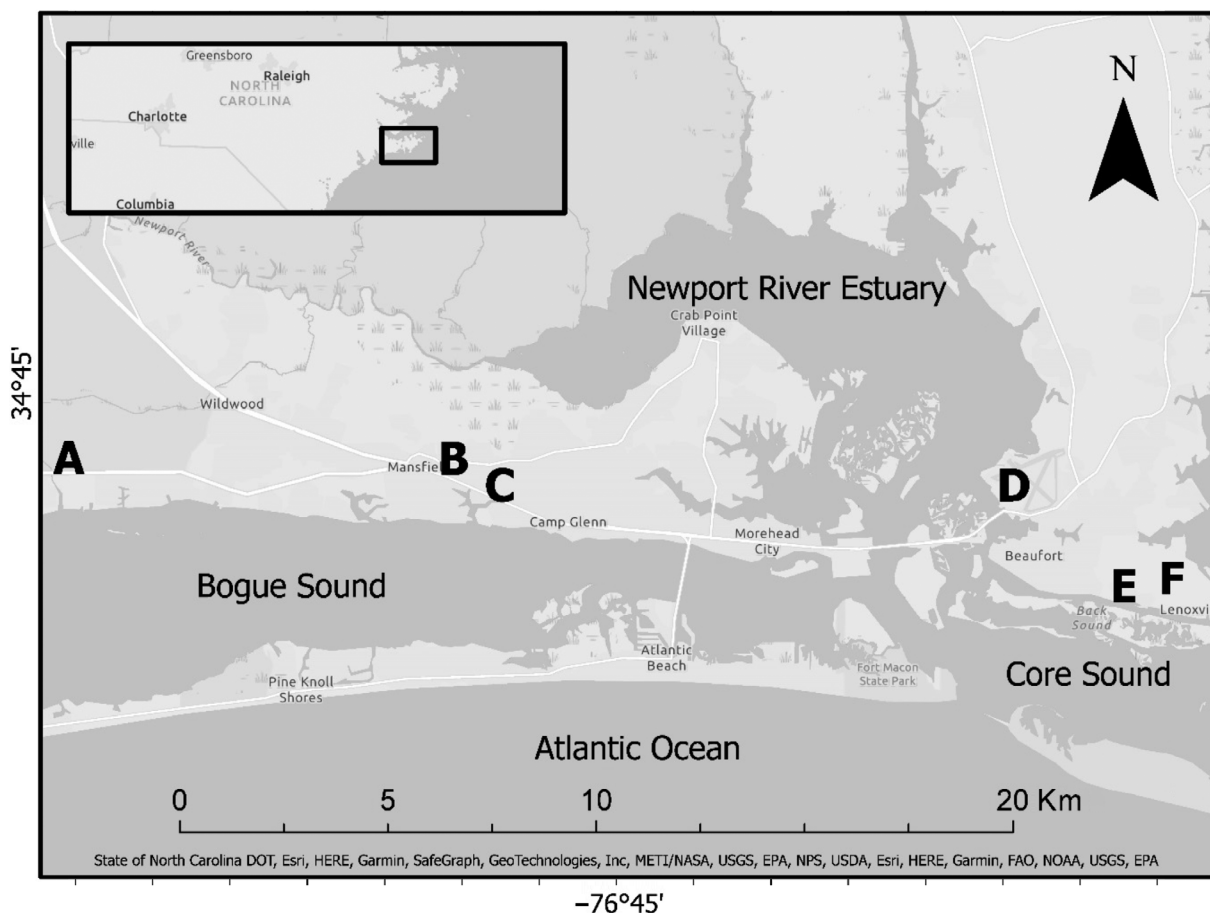 Greensboro
Raleigh
NORTH
CAROLINA
Charlotte
ville
Columbia
Newport River
N
Newport River Estuary
Crab Point
Village
34°45'
Wildwood
A
Mansfiel
B
C
D
Camp Glenn
Morehead
City
Beaufort
Bogue Sound
E
F
Back
Sound
Lenoxvi
Atlantic
Beach
Fort Macon
State Park
Core Sound
Pine Knoll
Shores
Atlantic Ocean
0 5 10 20 Km
State of North Carolina DOT, Esri, HERE, Garmin, SafeGraph, GeoTechnologies, Inc, METI/NASA, USGS, EPA, NPS, USDA, Esri, HERE, Garmin, FAO, NOAA, USGS, EPA
−76°45'